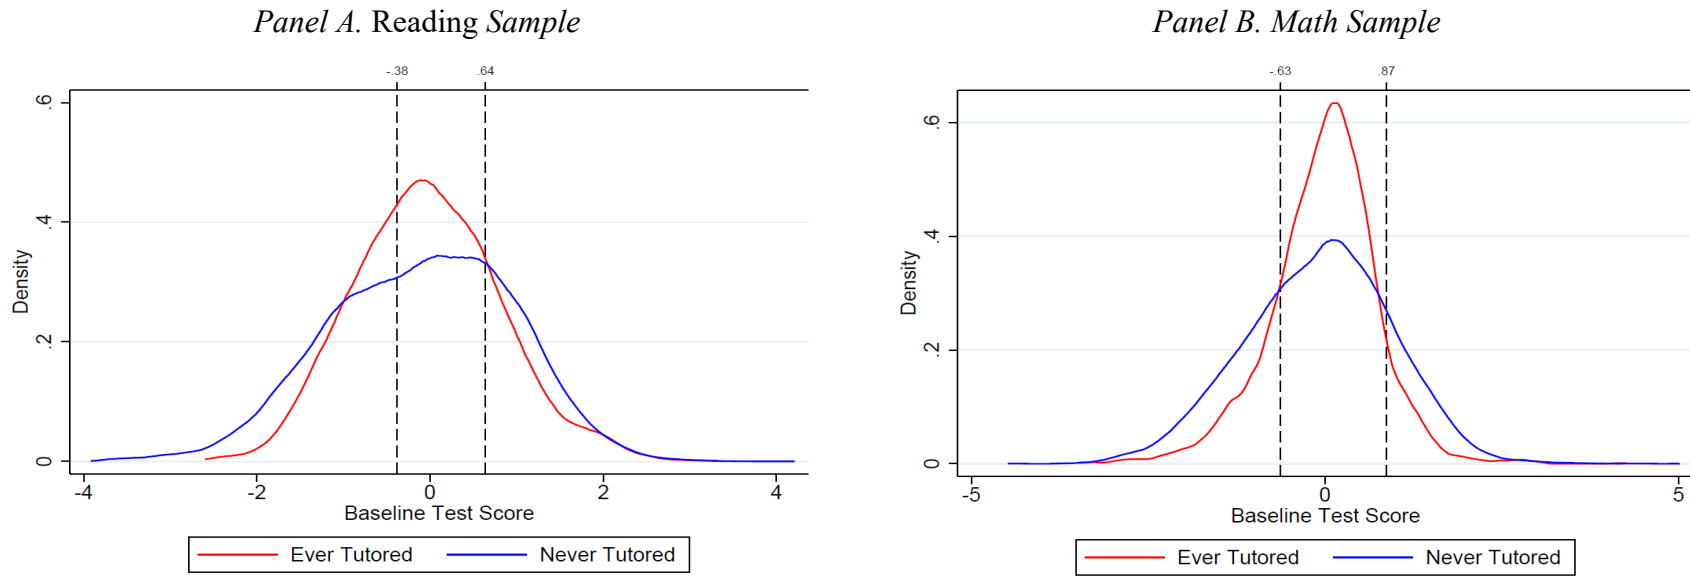 Panel A. Reading Sample
-.38 .64
.6
.4
.2
0
Density
-4 -2 0 2 4
Baseline Test Score
Ever Tutored Never Tutored
Panel B. Math Sample
-.63 .87
.6
.4
.2
0
Density
-5 0 5
Baseline Test Score
Ever Tutored Never Tutored